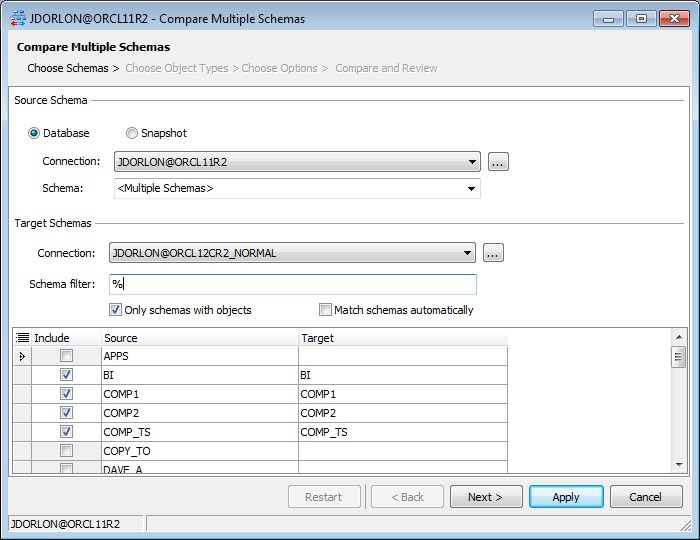 JDORLON@ORCL11R2 - Compare Multiple Schemas
Compare Multiple Schemas
Choose Schemas > Choose Object Types > Choose Options > Compare and Review
Source Schema
Database Snapshot
Connection: JDORLON@ORCL11R2 ...
Schema: <Multiple Schemas>
Target Schemas
Connection: JDORLON@ORCL12CR2_NORMAL ...
Schema filter: %
Only schemas with objects Match schemas automatically
Include Source Target
APPS
BI BI
COMP1 COMP1
COMP2 COMP2
COMP_TS COMP_TS
COPY_TO
DAVE_A
Restart < Back Next > Apply Cancel
JDORLON@ORCL11R2